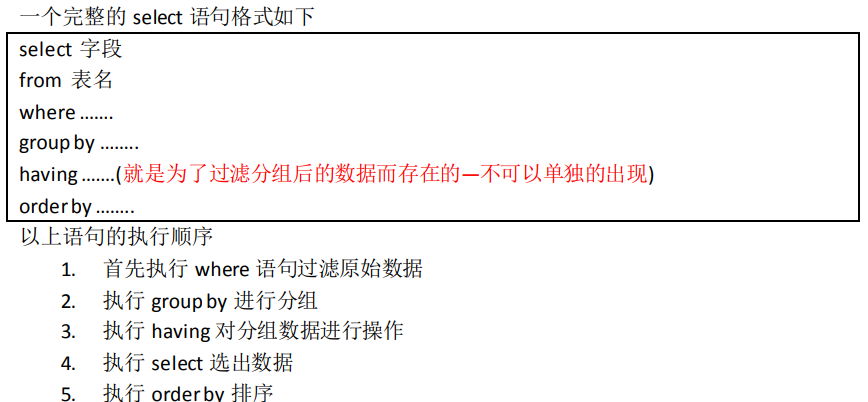 一个完整的 select 语句格式如下
select 字段
from 表名
where …….
group by ……..
having …….(就是为了过滤分组后的数据而存在的—不可以单独的出现)
order by ……..
以上语句的执行顺序
1. 首先执行 where 语句过滤原始数据
2. 执行 group by 进行分组
3. 执行 having 对分组数据进行操作
4. 执行 select 选出数据
5. 执行 order by 排序